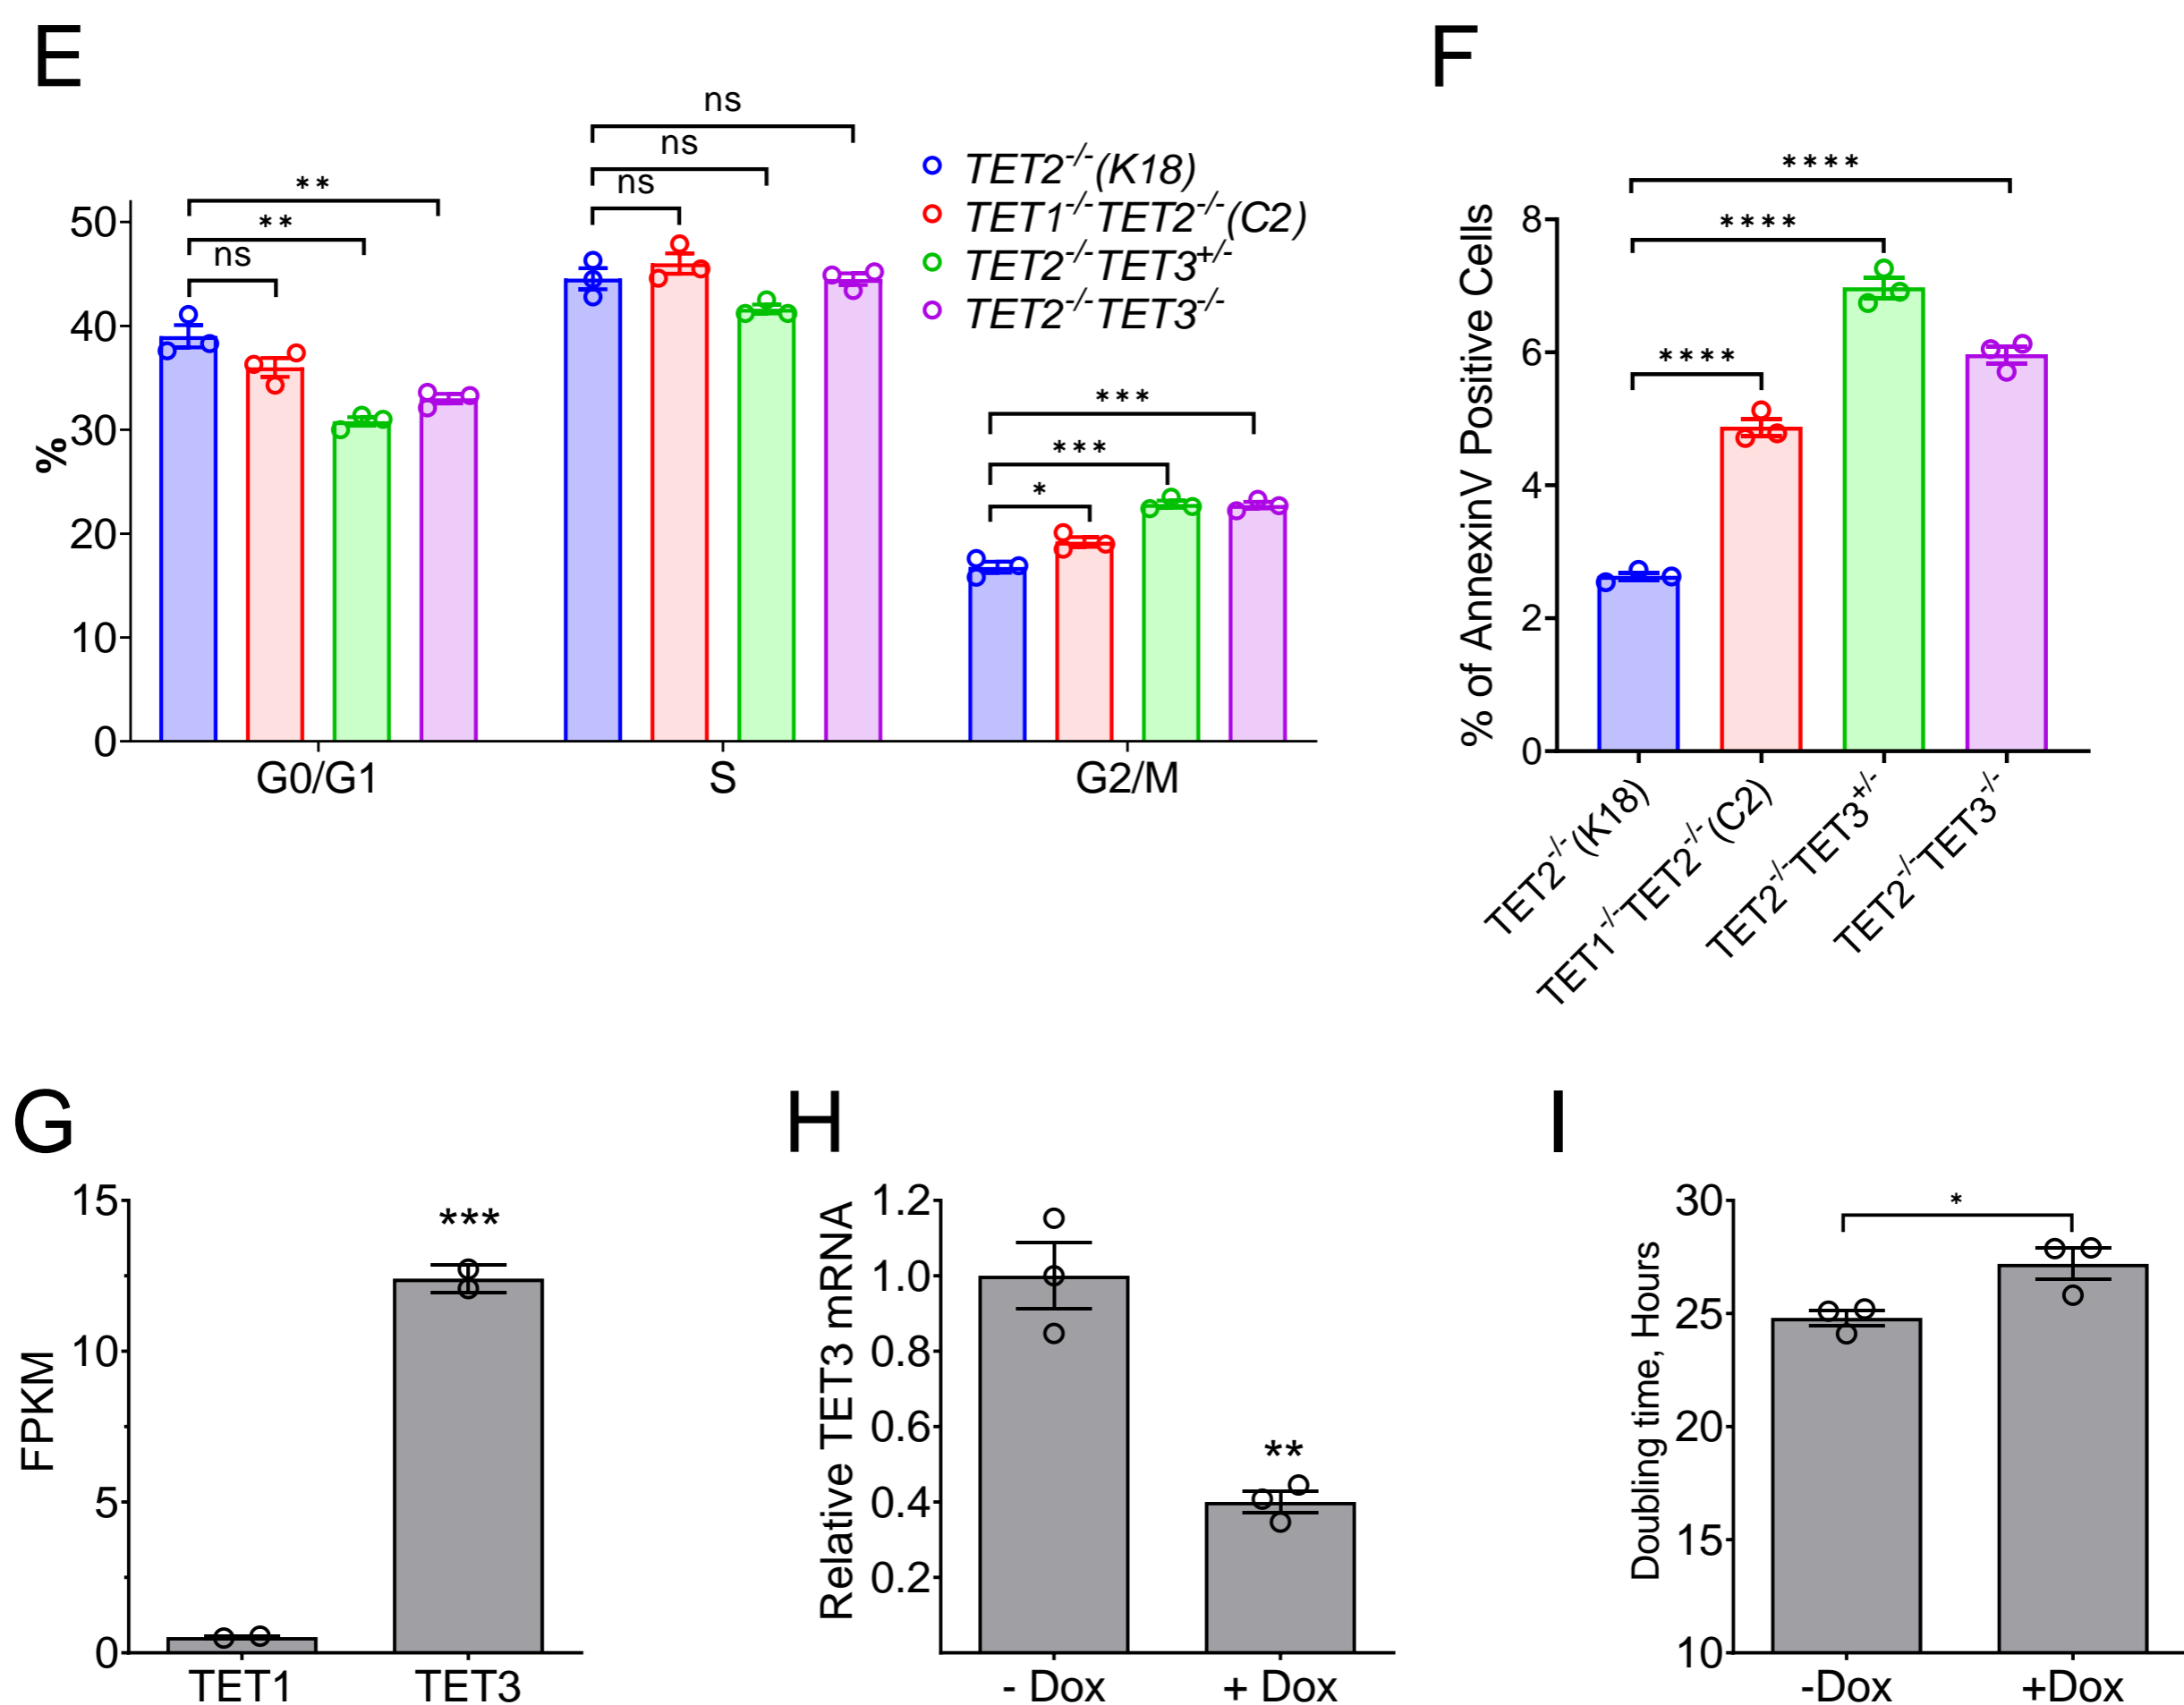 E
F
ns
ns
ns
**
**
ns
TET2-/-(K18)
TET1-/-TET2-/-(C2)
TET2-/-TET3+/-
TET2-/-TET3-/-
***
***
*
%
50
40
30
20
10
0
G0/G1
S
G2/M
****
****
****
% of AnnexinV Positive Cells
8
6
4
2
0
TET2-/-(K18)
TET1-/-TET2-/-(C2)
TET2-/-TET3+/-
TET2-/-TET3-/-
G
H
I
FPKM
15
10
5
0
***
TET1
TET3
Relative TET3 mRNA
1.2
1.0
0.8
0.6
0.4
0.2
**
- Dox
+ Dox
Doubling time, Hours
30
25
20
15
10
*
-Dox
+Dox